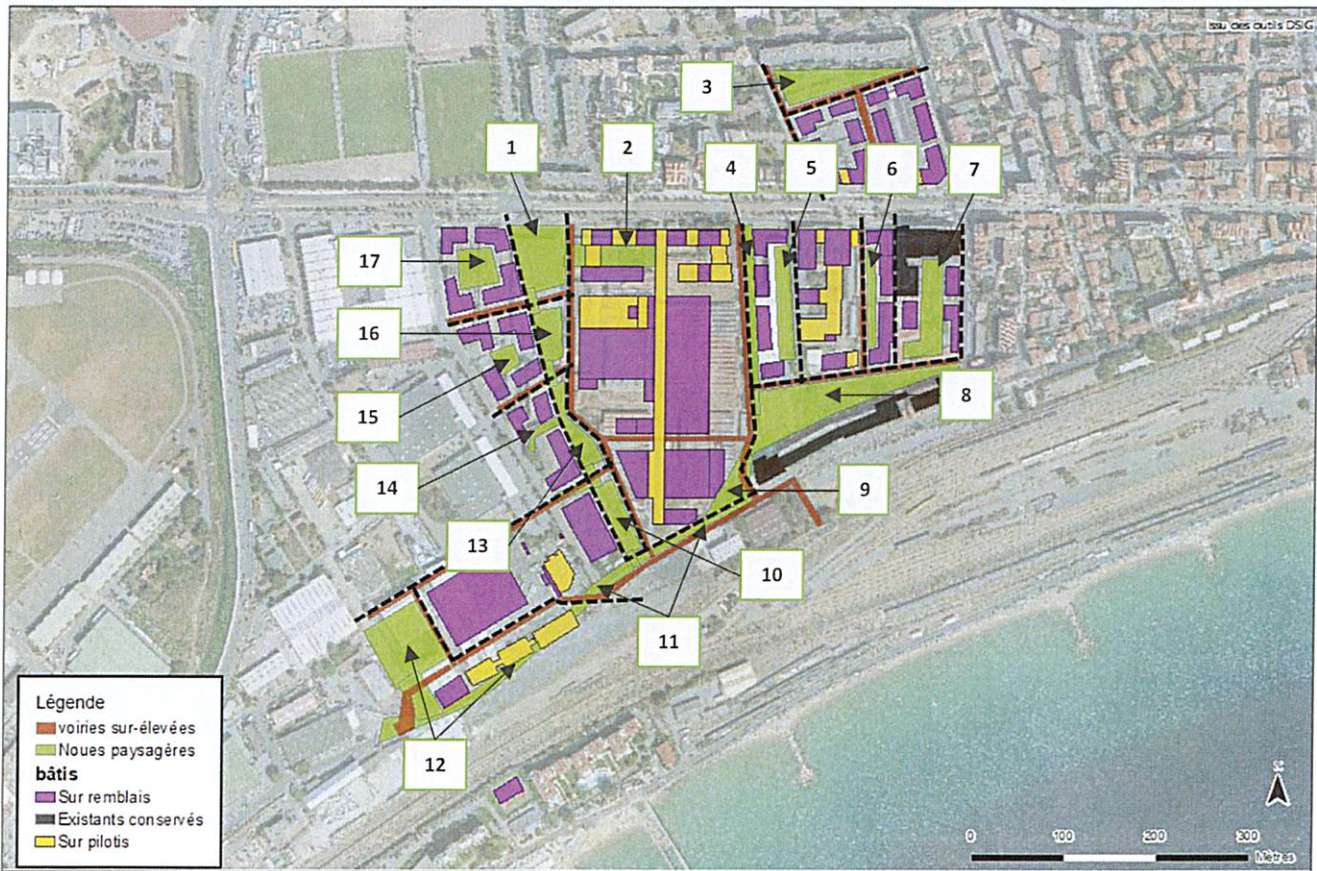 Issu des outils DSIG
3
1
2
4
5
6
7
17
16
15
8
14
9
13
10
11
12
Légende
voiries sur-élevées
Noues paysagères
bâtis
Sur remblais
Existants conservés
Sur pilotis
0 100 200 300
Mètres